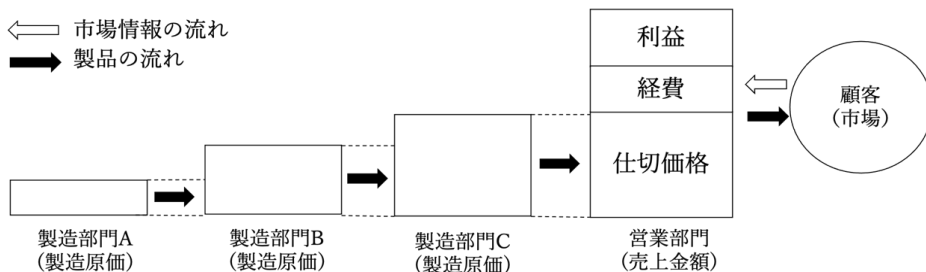 市場情報の流れ
製品の流れ
利益
経費
仕切価格
顧客
（市場）
製造部門A
（製造原価）
製造部門B
（製造原価）
製造部門C
（製造原価）
営業部門
（売上金額）